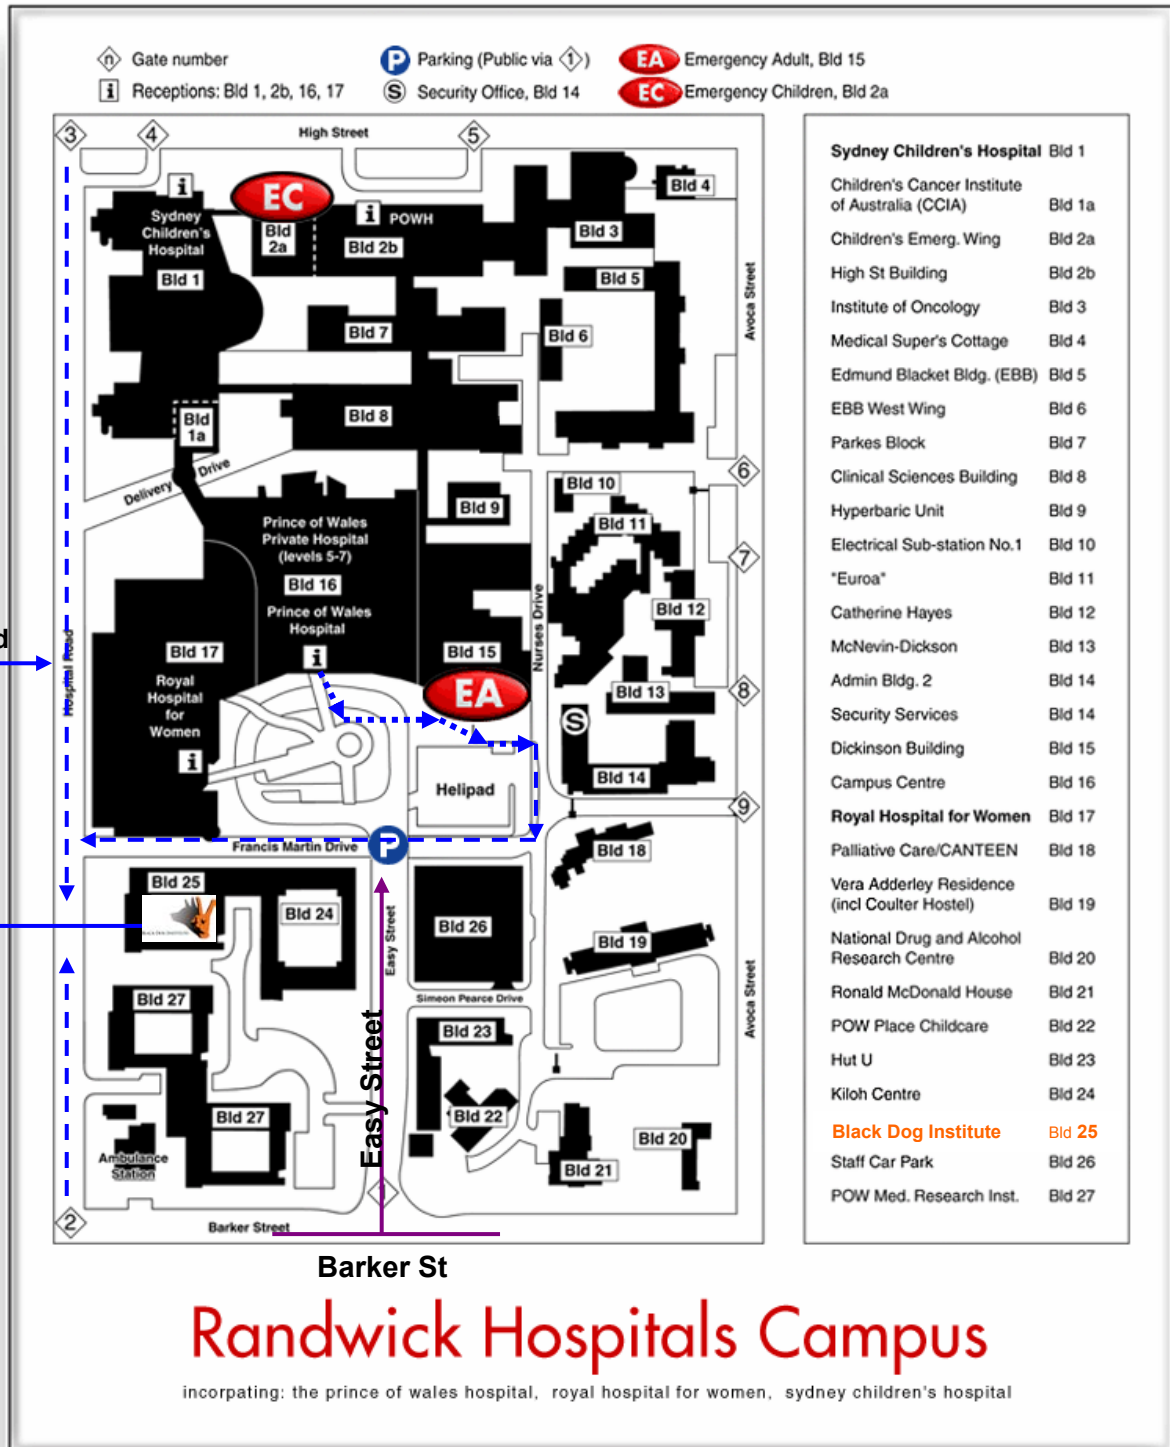 n Gate number
P Parking (Public via 1)
EA Emergency Adult, Bld 15
i Receptions: Bld 1, 2b, 16, 17
S Security Office, Bld 14
EC Emergency Children, Bld 2a
3
4
High Street
5
i
EC
Bld 4
Sydney
Children's
Hospital
i POWH
Bld
2a
Bld 2b
Bld 3
Bld 1
Bld 5
Avoca Street
Bld 7
Bld 6
Bld
1a
Bld 8
Delivery Drive
6
Bld 10
Bld 9
Bld 11
Prince of Wales
Private Hospital
(levels 5-7)
7
Bld 16
Nurses Drive
Bld 12
Prince of Wales
Hospital
d
Hospital Road
Bld 17
i
Bld 15
Royal
Hospital
for
Women
EA
Bld 13
8
S
i
Helipad
Bld 14
9
Francis Martin Drive
P
Bld 18
Bld 25
BLACK DOG INSTITUTE
Bld 24
Easy Street
Bld 26
Bld 19
Avoca Street
Bld 27
Simeon Pearce Drive
Bld 23
Easy Street
Bld 27
Bld 22
Ambulance
Station
Bld 20
Bld 21
2
Barker Street
Barker St
Sydney Children's Hospital Bld 1
Children's Cancer Institute
of Australia (CCIA) Bld 1a
Children's Emerg. Wing Bld 2a
High St Building Bld 2b
Institute of Oncology Bld 3
Medical Super's Cottage Bld 4
Edmund Blacket Bldg. (EBB) Bld 5
EBB West Wing Bld 6
Parkes Block Bld 7
Clinical Sciences Building Bld 8
Hyperbaric Unit Bld 9
Electrical Sub-station No.1 Bld 10
"Euroa" Bld 11
Catherine Hayes Bld 12
McNevin-Dickson Bld 13
Admin Bldg. 2 Bld 14
Security Services Bld 14
Dickinson Building Bld 15
Campus Centre Bld 16
Royal Hospital for Women Bld 17
Palliative Care/CANTEEN Bld 18
Vera Adderley Residence
(incl Coulter Hostel) Bld 19
National Drug and Alcohol
Research Centre Bld 20
Ronald McDonald House Bld 21
POW Place Childcare Bld 22
Hut U Bld 23
Kiloh Centre Bld 24
Black Dog Institute Bld 25
Staff Car Park Bld 26
POW Med. Research Inst. Bld 27
Randwick Hospitals Campus
incorpating: the prince of wales hospital, royal hospital for women, sydney children's hospital